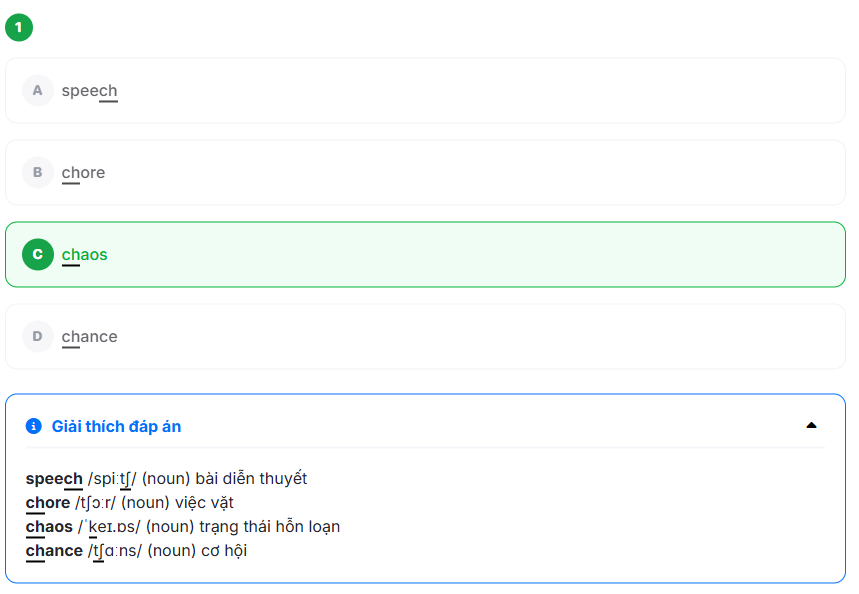 1
A speech
B chore
C chaos
D chance
Giải thích đáp án
speech /spiːtʃ/ (noun) bài diễn thuyết
chore /tʃɔːr/ (noun) việc vặt
chaos /ˈkeɪ.ɒs/ (noun) trạng thái hỗn loạn
chance /tʃɑːns/ (noun) cơ hội